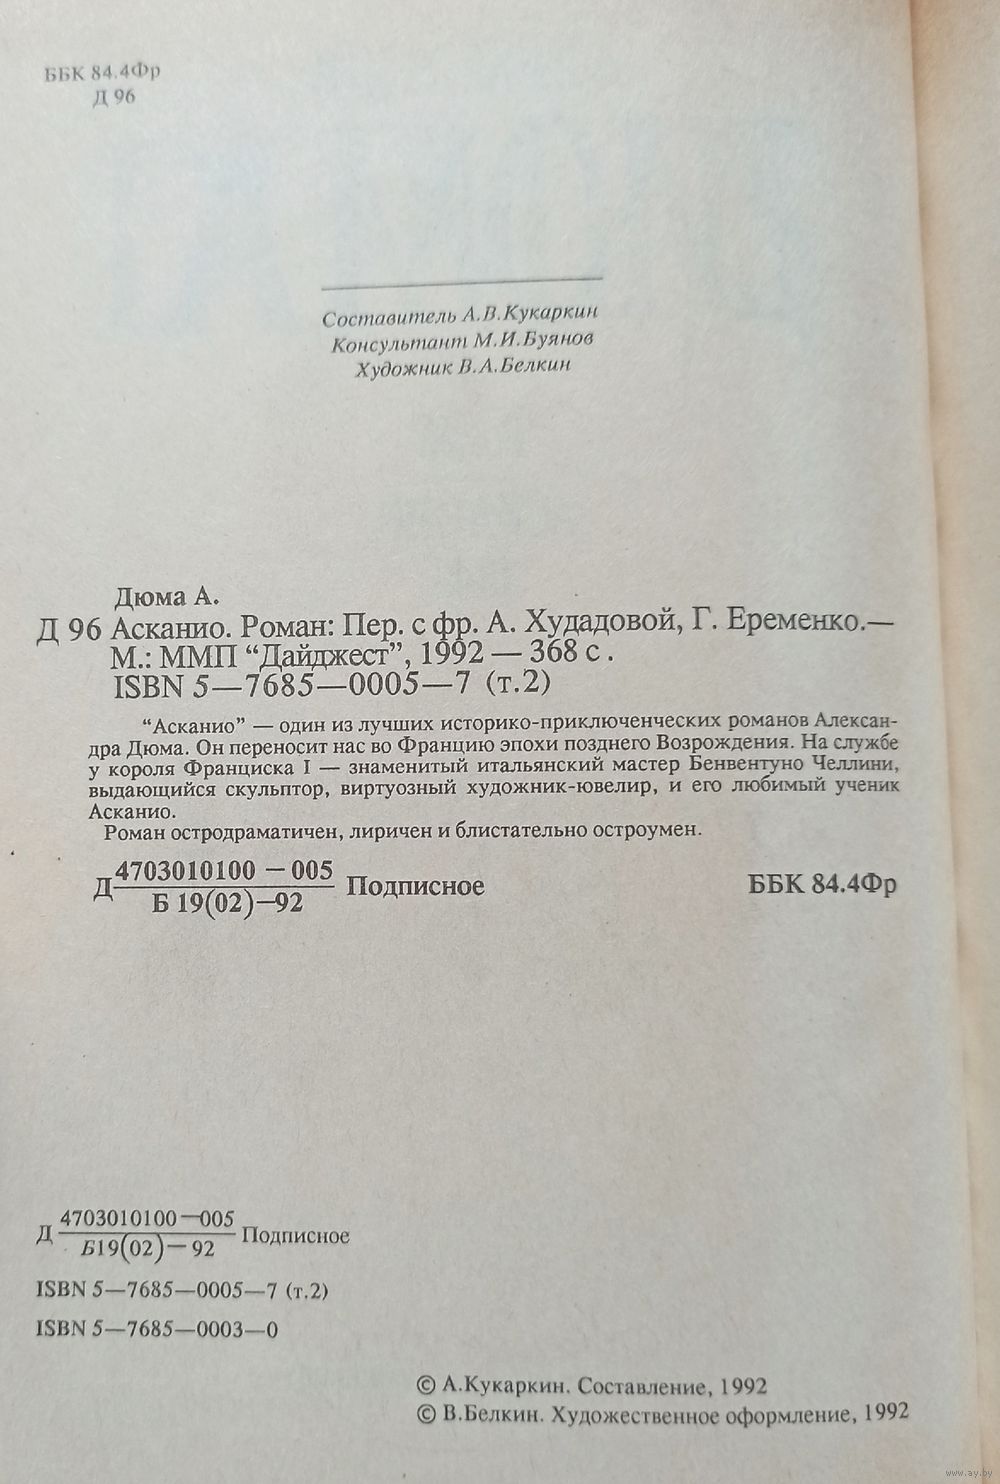 ББК 84.4Фр
Д 96
Составитель А.В.Кукаркин
Консультант М.И.Буянов
Художник В.А.Белкин
Дюма А.
Д 96 Асканио. Роман: Пер. с фр. А. Худадовой, Г. Еременко.—
М.: ММП “Дайджест”, 1992 — 368 с.
ISBN 5—7685—0005—7 (т.2)
“Асканио” — один из лучших историко-приключенческих романов Алексан-
дра Дюма. Он переносит нас во Францию эпохи позднего Возрождения. На службе
у короля Франциска I — знаменитый итальянский мастер Бенвентуно Челлини,
выдающийся скульптор, виртуозный художник-ювелир, и его любимый ученик
Асканио.
Роман остродраматичен, лиричен и блистательно остроумен.
4703010100 — 005
Д Подписное ББК 84.4Фр
Б 19(02)—92
4703010100—005
Д Подписное
Б19(02)—92
ISBN 5—7685—0005—7 (т.2)
ISBN 5—7685—0003—0
© А.Кукаркин. Составление, 1992
© В.Белкин. Художественное оформление, 1992
www.ay.by